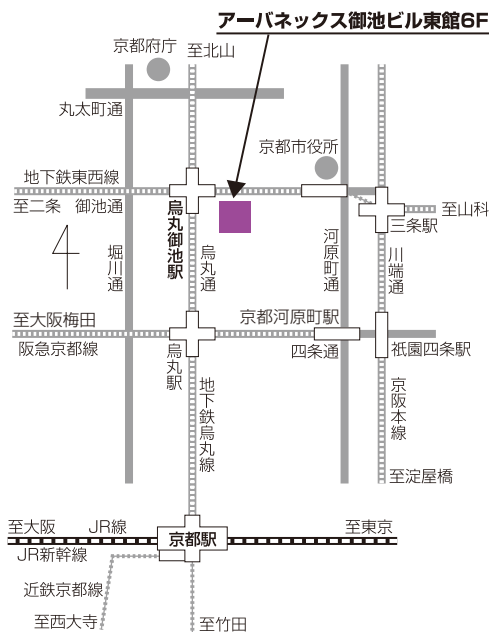 アーバネックス御池ビル東館6F
京都府庁
至北山
丸太町通
京都市役所
地下鉄東西線
至二条
御池通
烏丸御池駅
至山科
三条駅
堀川通
烏丸通
河原町通
川端通
至大阪梅田
京都河原町駅
阪急京都線
烏丸駅
四条通
祇園四条駅
地下鉄烏丸線
京阪本線
至淀屋橋
至大阪
JR線
京都駅
至東京
JR新幹線
近鉄京都線
至西大寺
至竹田